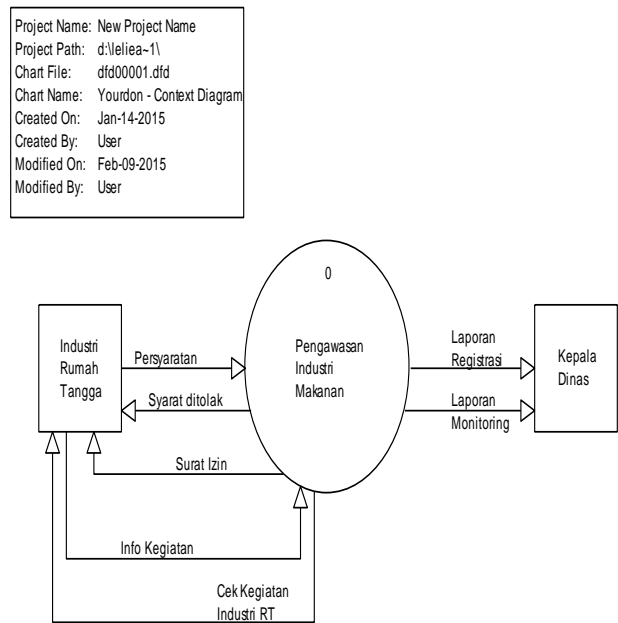 Project Name: New Project Name
Project Path: d:\leliea~1\
Chart File: dfd00001.dfd
Chart Name: Yourdon - Context Diagram
Created On: Jan-14-2015
Created By: User
Modified On: Feb-09-2015
Modified By: User
0
Industri
Rumah
Tangga
Persyaratan
Syarat ditolak
Pengawasan
Industri
Makanan
Laporan
Registrasi
Laporan
Monitoring
Kepala
Dinas
Surat Izin
Info Kegiatan
Cek Kegiatan
Industri RT